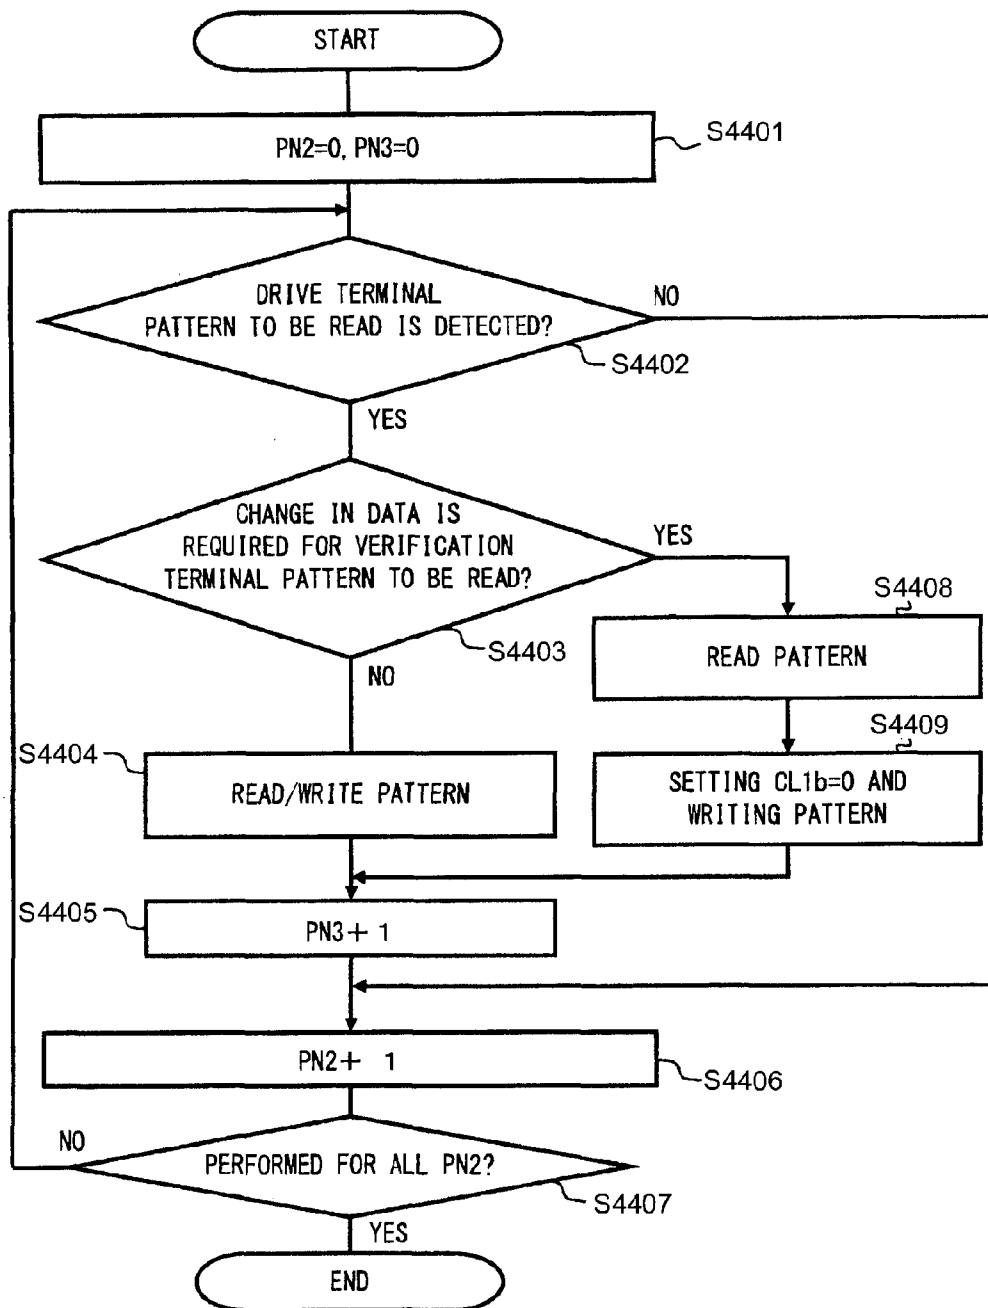 START
PN2=0, PN3=0
S4401
DRIVE TERMINAL
PATTERN TO BE READ IS DETECTED?
NO
S4402
YES
CHANGE IN DATA IS
REQUIRED FOR VERIFICATION
TERMINAL PATTERN TO BE READ?
YES
S4403
NO
S4408
READ PATTERN
S4404
READ/WRITE PATTERN
S4409
SETTING CL1b=0 AND
WRITING PATTERN
S4405
PN3+ 1
PN2+ 1
S4406
NO
PERFORMED FOR ALL PN2?
S4407
YES
END